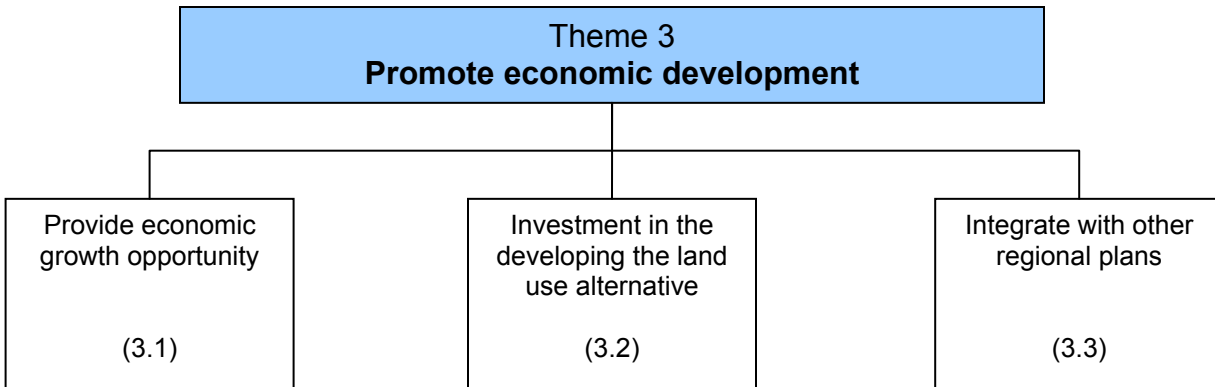 Theme 3
Promote economic development
Provide economic
growth opportunity
(3.1)
Investment in the
developing the land
use alternative
(3.2)
Integrate with other
regional plans
(3.3)